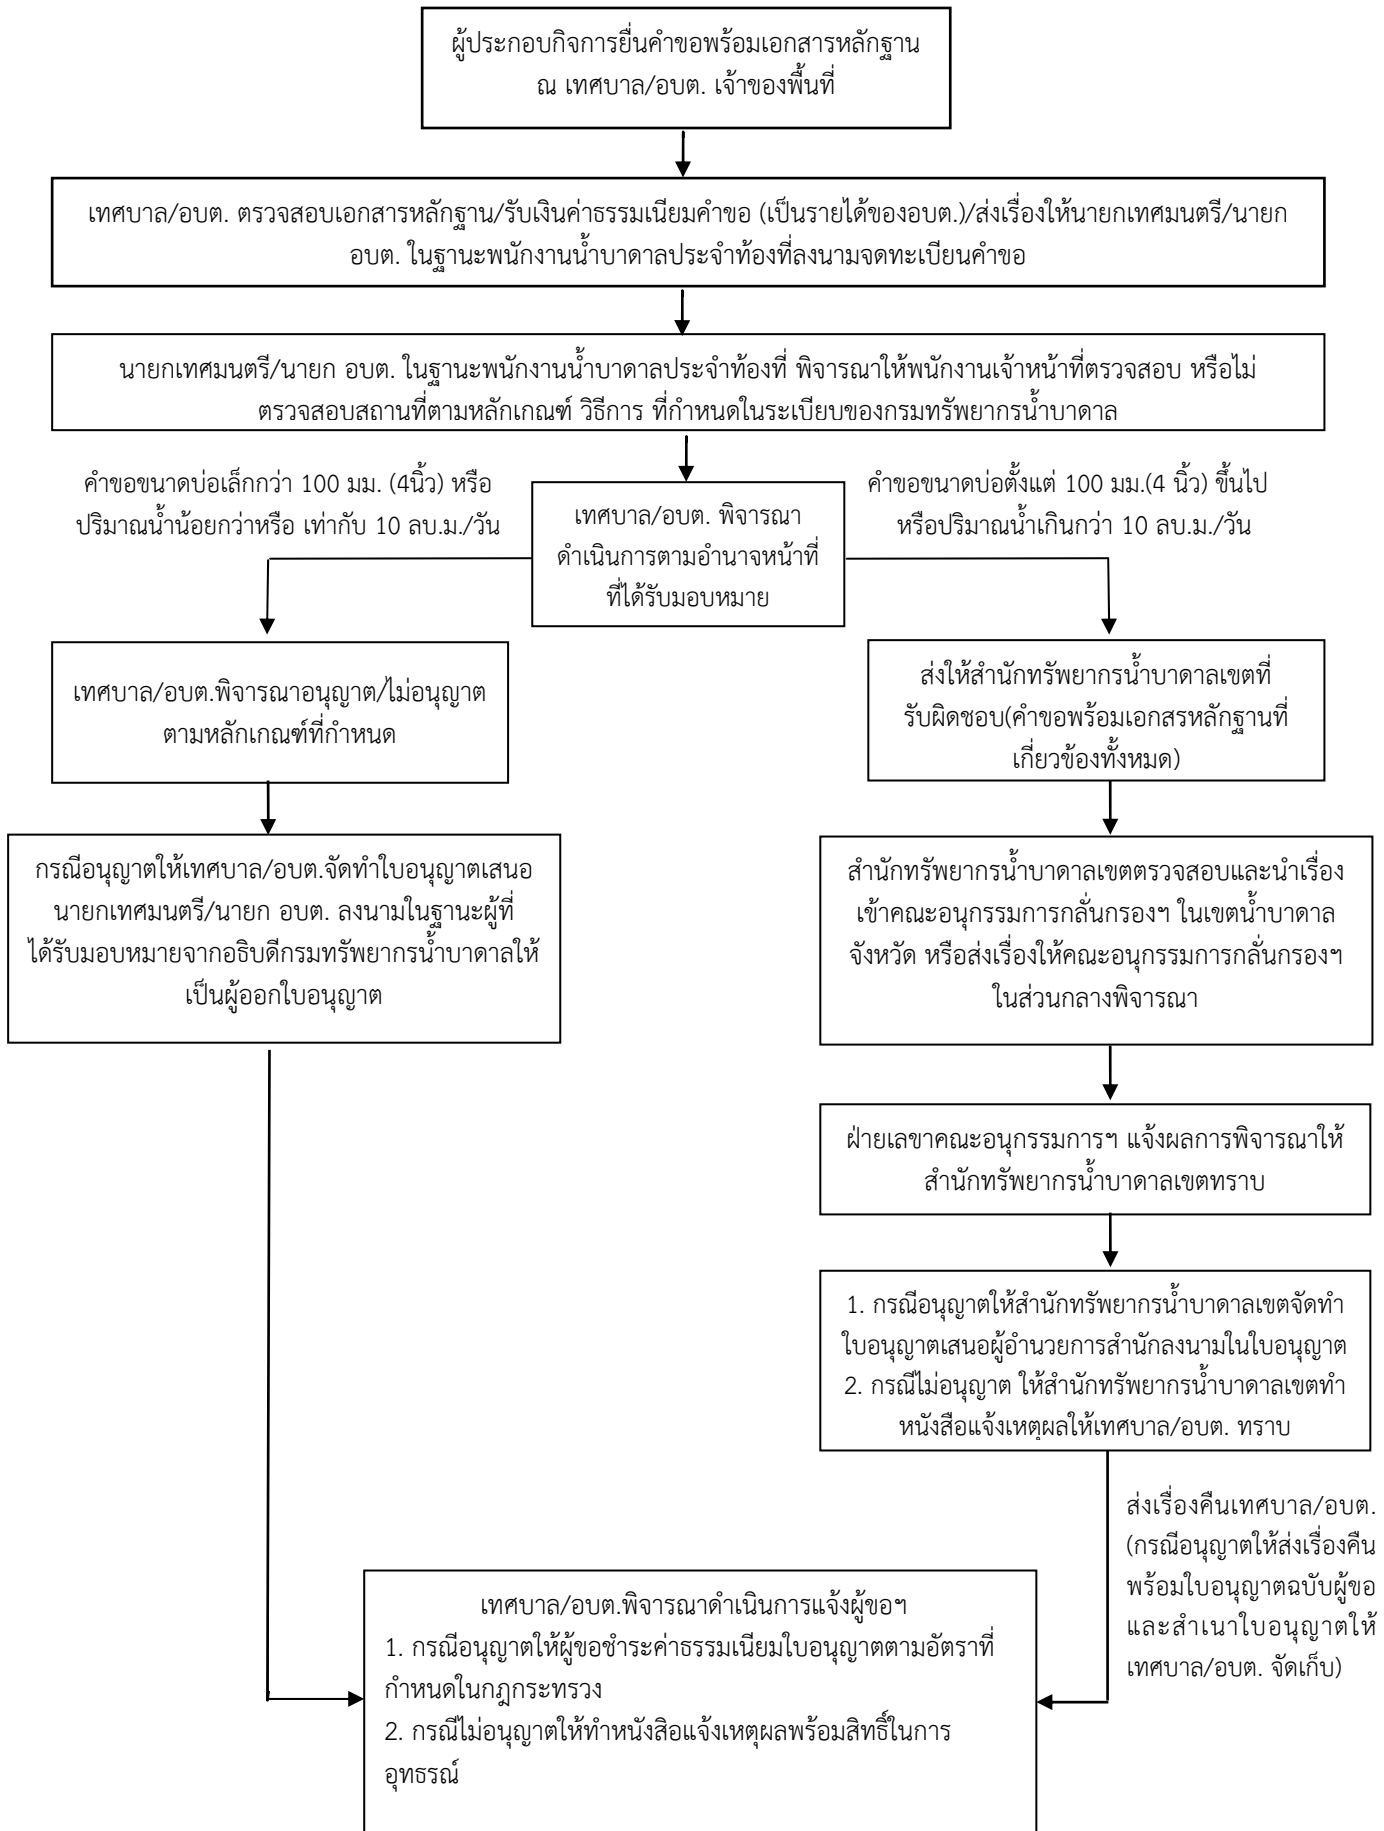 ผู้ประกอบกิจการยื่นคำขอพร้อมเอกสารหลักฐาน
ณ เทศบาล/อบต. เจ้าของพื้นที่
เทศบาล/อบต. ตรวจสอบเอกสารหลักฐาน/รับเงินค่าธรรมเนียมคำขอ (เป็นรายได้ของอบต.)/ส่งเรื่องให้นายกเทศมนตรี/นายก
อบต. ในฐานะพนักงานน้ำบาดาลประจำท้องที่ลงนามจดทะเบียนคำขอ
นายกเทศมนตรี/นายก อบต. ในฐานะพนักงานน้ำบาดาลประจำท้องที่ พิจารณาให้พนักงานเจ้าหน้าที่ตรวจสอบ หรือไม่
ตรวจสอบสถานที่ตามหลักเกณฑ์ วิธีการ ที่กำหนดในระเบียบของกรมทรัพยากรน้ำบาดาล
คำขอขนาดบ่อเล็กกว่า 100 มม. (4นิ้ว) หรือ
ปริมาณน้ำน้อยกว่าหรือ เท่ากับ 10 ลบ.ม./วัน
เทศบาล/อบต. พิจารณา
ดำเนินการตามอำนาจหน้าที่
ที่ได้รับมอบหมาย
คำขอขนาดบ่อตั้งแต่ 100 มม.(4 นิ้ว) ขึ้นไป
หรือปริมาณน้ำเกินกว่า 10 ลบ.ม./วัน
เทศบาล/อบต.พิจารณาอนุญาต/ไม่อนุญาต
ตามหลักเกณฑ์ที่กำหนด
กรณีอนุญาตให้เทศบาล/อบต.จัดทำใบอนุญาตเสนอ
นายกเทศมนตรี/นายก อบต. ลงนามในฐานะผู้ที่
ได้รับมอบหมายจากอธิบดีกรมทรัพยากรน้ำบาดาลให้
เป็นผู้ออกใบอนุญาต
ส่งให้สำนักทรัพยากรน้ำบาดาลเขตที่
รับผิดชอบ(คำขอพร้อมเอกสรหลักฐานที่
เกี่ยวข้องทั้งหมด)
สำนักทรัพยากรน้ำบาดาลเขตตรวจสอบและนำเรื่อง
เข้าคณะอนุกรรมการกลั่นกรองฯ ในเขตน้ำบาดาล
จังหวัด หรือส่งเรื่องให้คณะอนุกรรมการกลั่นกรองฯ
ในส่วนกลางพิจารณา
ฝ่ายเลขาคณะอนุกรรมการฯ แจ้งผลการพิจารณาให้
สำนักทรัพยากรน้ำบาดาลเขตทราบ
1. กรณีอนุญาตให้สำนักทรัพยากรน้ำบาดาลเขตจัดทำ
ใบอนุญาตเสนอผู้อำนวยการสำนักลงนามในใบอนุญาต
2. กรณีไม่อนุญาต ให้สำนักทรัพยากรน้ำบาดาลเขตทำ
หนังสือแจ้งเหตุผลให้เทศบาล/อบต. ทราบ
ส่งเรื่องคืนเทศบาล/อบต.
(กรณีอนุญาตให้ส่งเรื่องคืน
พร้อมใบอนุญาตฉบับผู้ขอ
และสำเนาใบอนุญาตให้
เทศบาล/อบต. จัดเก็บ)
เทศบาล/อบต.พิจารณาดำเนินการแจ้งผู้ขอฯ
1. กรณีอนุญาตให้ผู้ขอชำระค่าธรรมเนียมใบอนุญาตตามอัตราที่
กำหนดในกฎกระทรวง
2. กรณีไม่อนุญาตให้ทำหนังสือแจ้งเหตุผลพร้อมสิทธิ์ในการ
อุทธรณ์